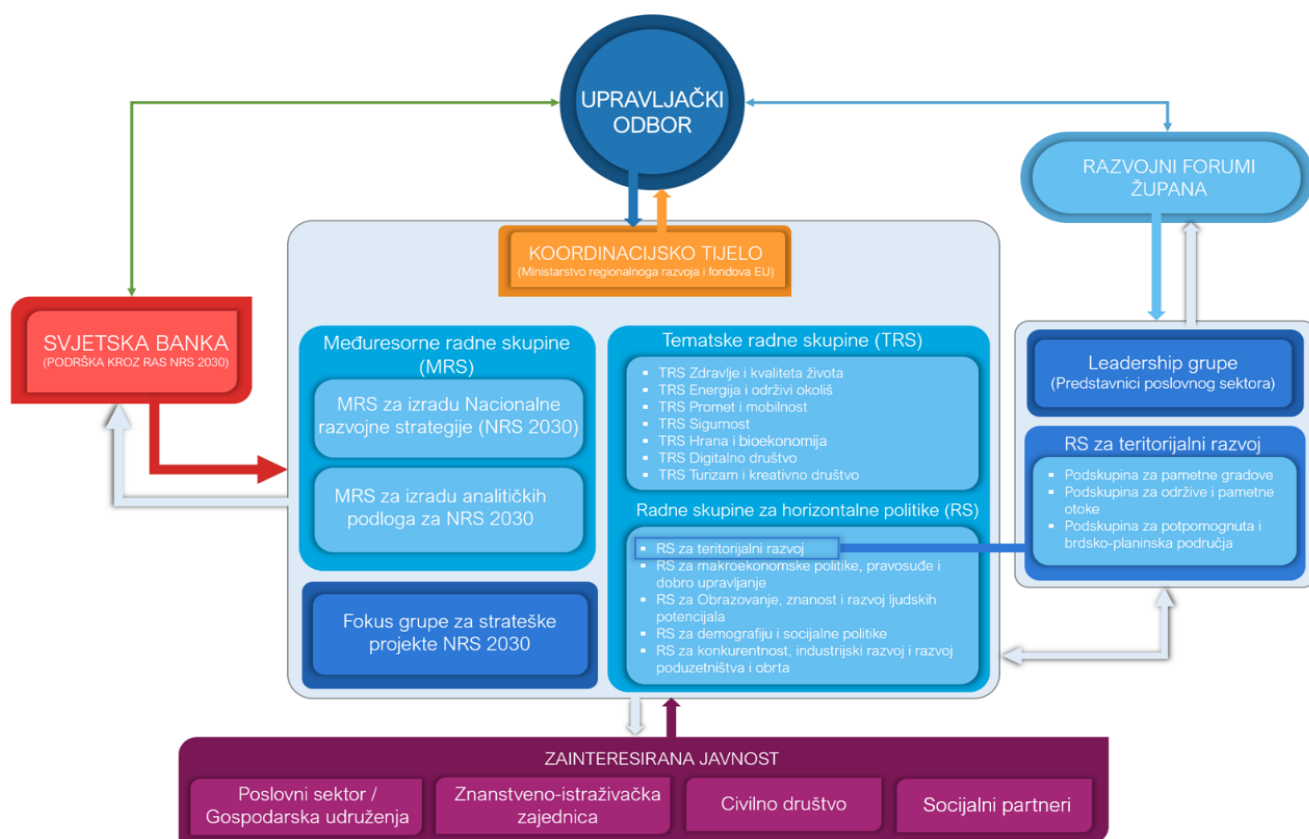 UPRAVLJAČKI
ODBOR
RAZVOJNI FORUMI
ŽUPANA
KOORDINACIJSKO TIJELO
(Ministarstvo regionalnoga razvoja i fondova EU)
SVJETSKA BANKA
(PODRŠKA KROZ RAS NRS 2030)
Međuresorne radne skupine
(MRS)
MRS za izradu Nacionalne
razvojne strategije (NRS 2030)
MRS za izradu analitičkih
podloga za NRS 2030
Fokus grupe za strateške
projekte NRS 2030
Tematske radne skupine (TRS)
TRS Zdravlje i kvaliteta života
TRS Energija i održivi okoliš
TRS Promet i mobilnost
TRS Sigurnost
TRS Hrana i bioekonomija
TRS Digitalno društvo
TRS Turizam i kreativno društvo
Radne skupine za horizontalne politike (RS)
RS za teritorijalni razvoj
RS za makroekonomske politike, pravosuđe i
dobro upravljanje
RS za Obrazovanje, znanost i razvoj ljudskih
potencijala
RS za demografiju i socijalne politike
RS za konkurentnost, industrijski razvoj i razvoj
poduzetništva i obrta
Leadership grupe
(Predstavnici poslovnog sektora)
RS za teritorijalni razvoj
Podskupina za pametne gradove
Podskupina za održive i pametne
otoke
Podskupina za potpomognuta i
brdsko-planinska područja
ZAINTERESIRANA JAVNOST
Poslovni sektor /
Gospodarska udruženja
Znanstveno-istraživačka
zajednica
Civilno društvo
Socijalni partneri